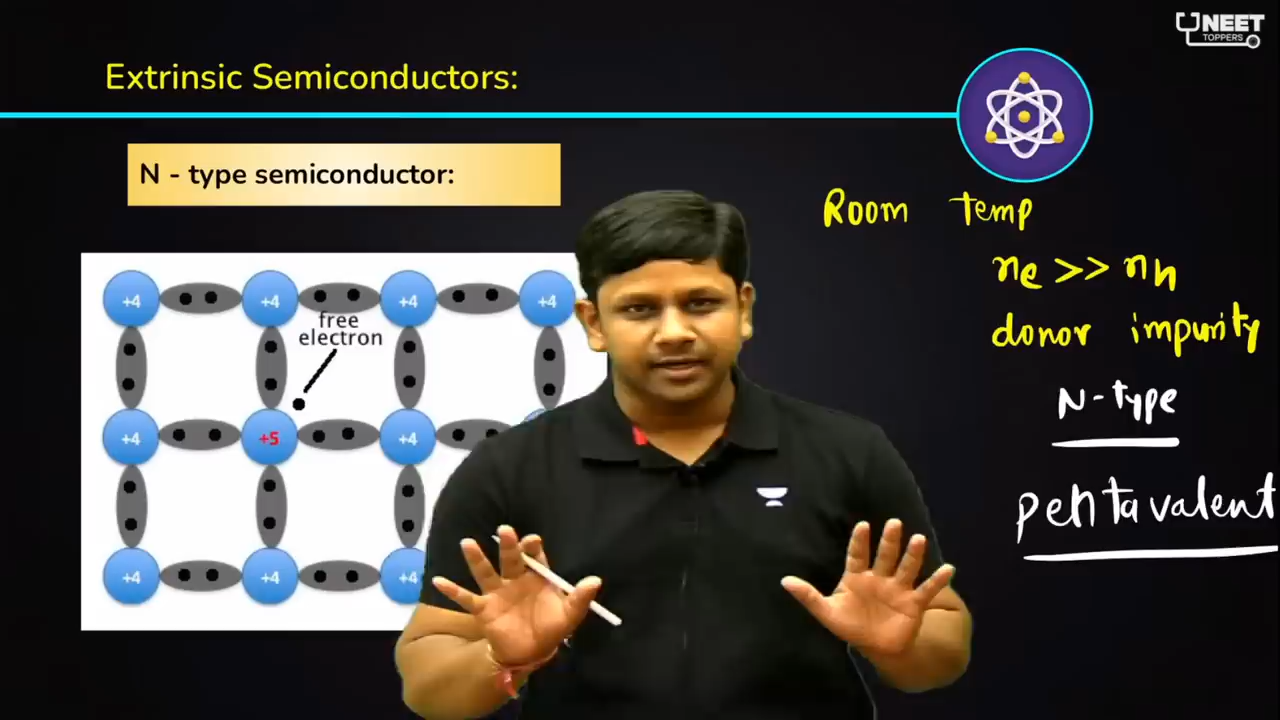 UNEET
TOPPERS
Extrinsic Semiconductors:
N - type semiconductor:
Room temp
ne >> nh
donor impurity
N-type
pentavalent
+4 +4 +4 +4
free
electron
+4 +5 +4
+4 +4 +4